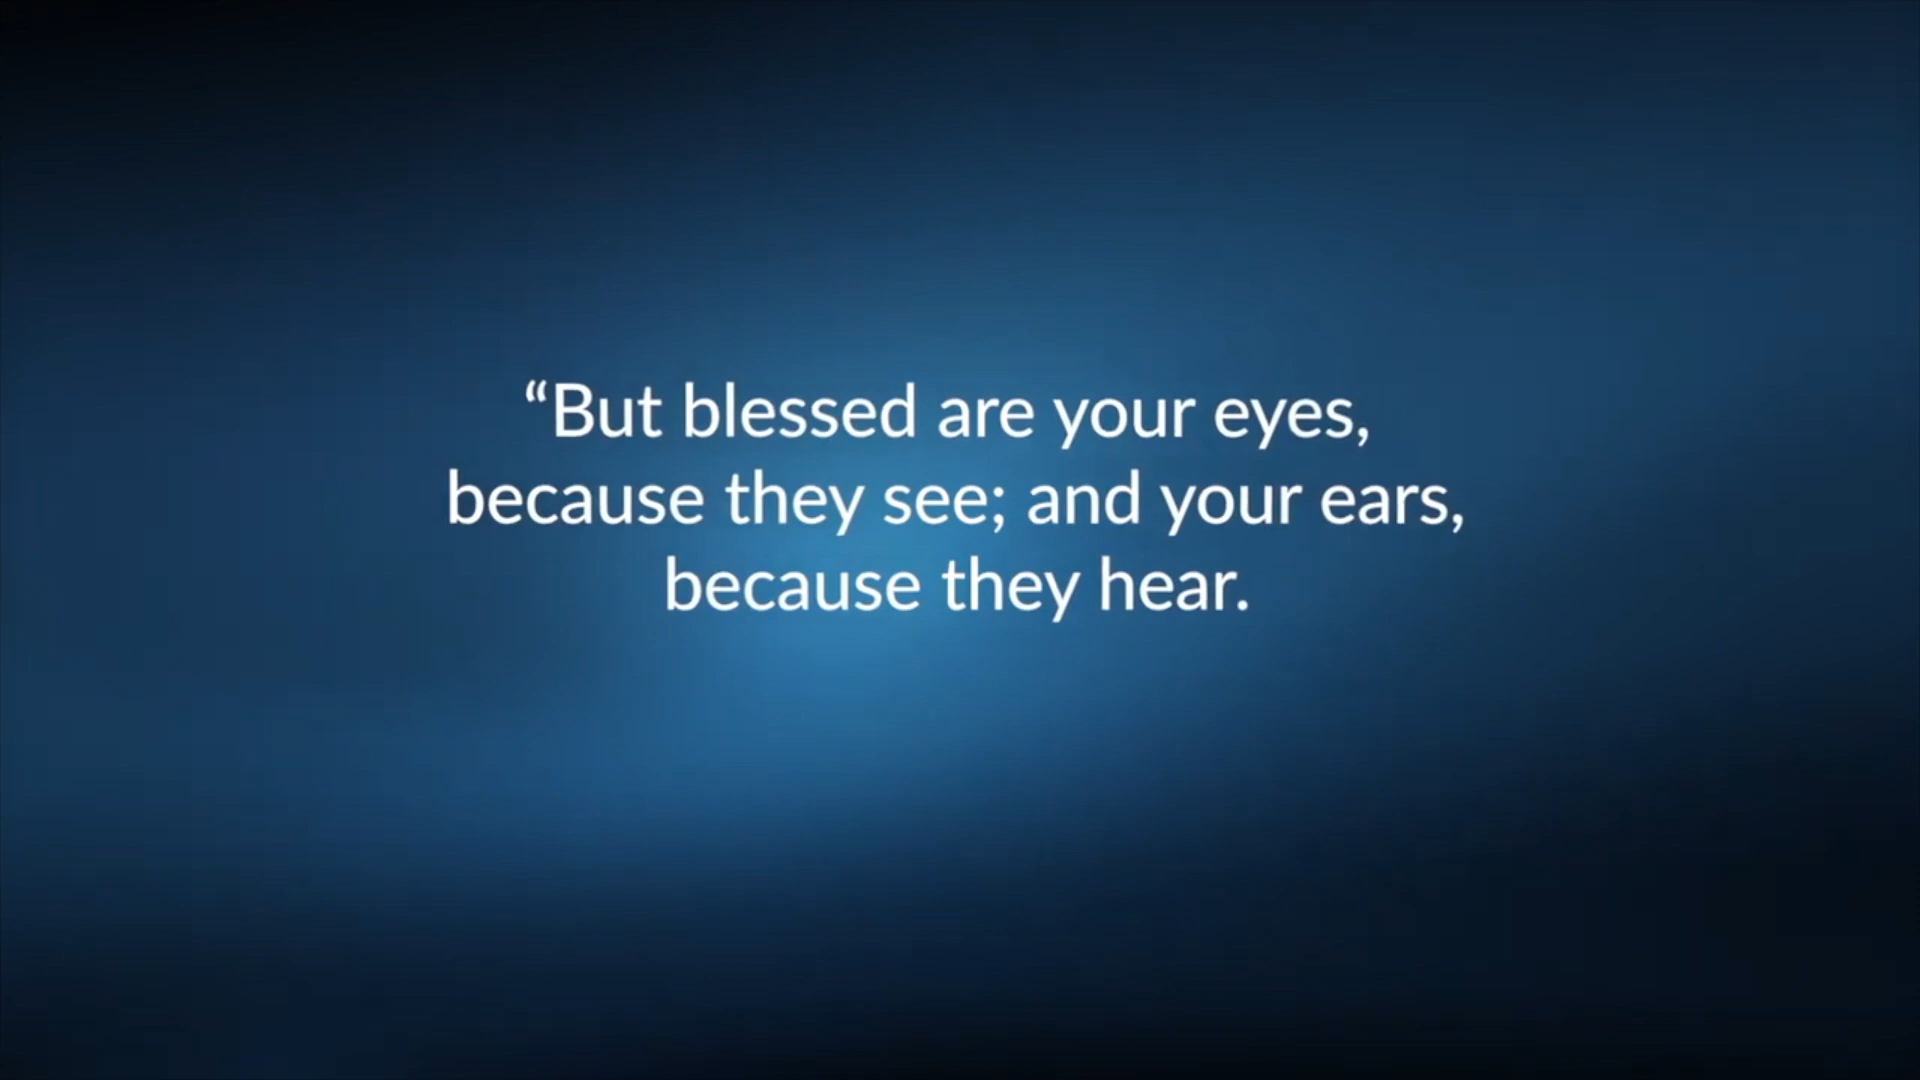 “But blessed are your eyes,
because they see; and your ears,
because they hear.